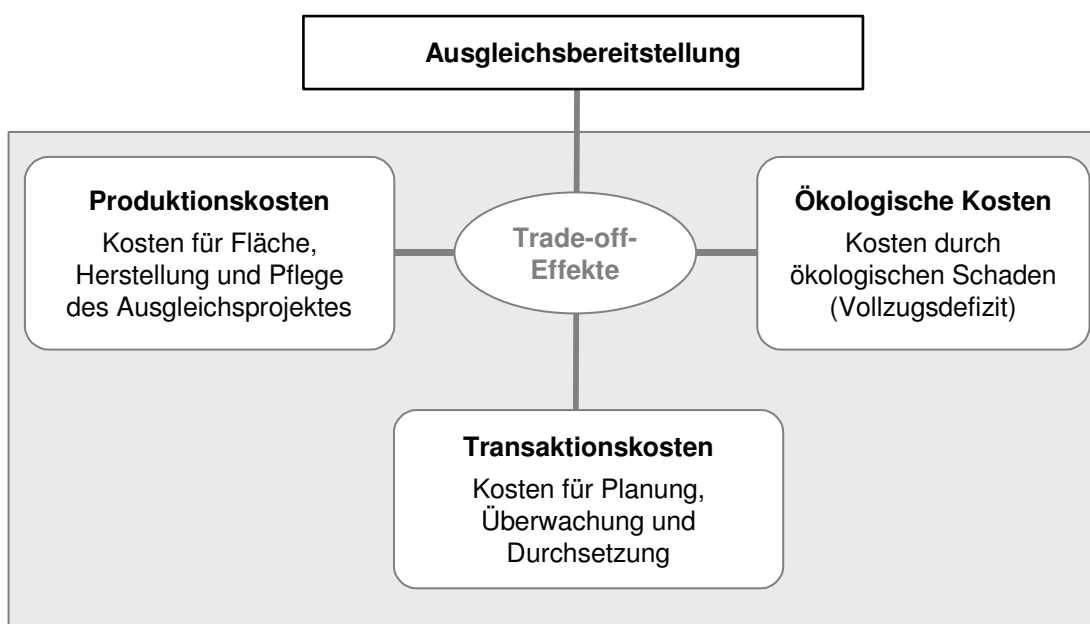 Ausgleichsbereitstellung
Produktionskosten
Kosten für Fläche,
Herstellung und Pflege
des Ausgleichsprojektes
Trade-off-
Effekte
Ökologische Kosten
Kosten durch
ökologischen Schaden
(Vollzugsdefizit)
Transaktionskosten
Kosten für Planung,
Überwachung und
Durchsetzung